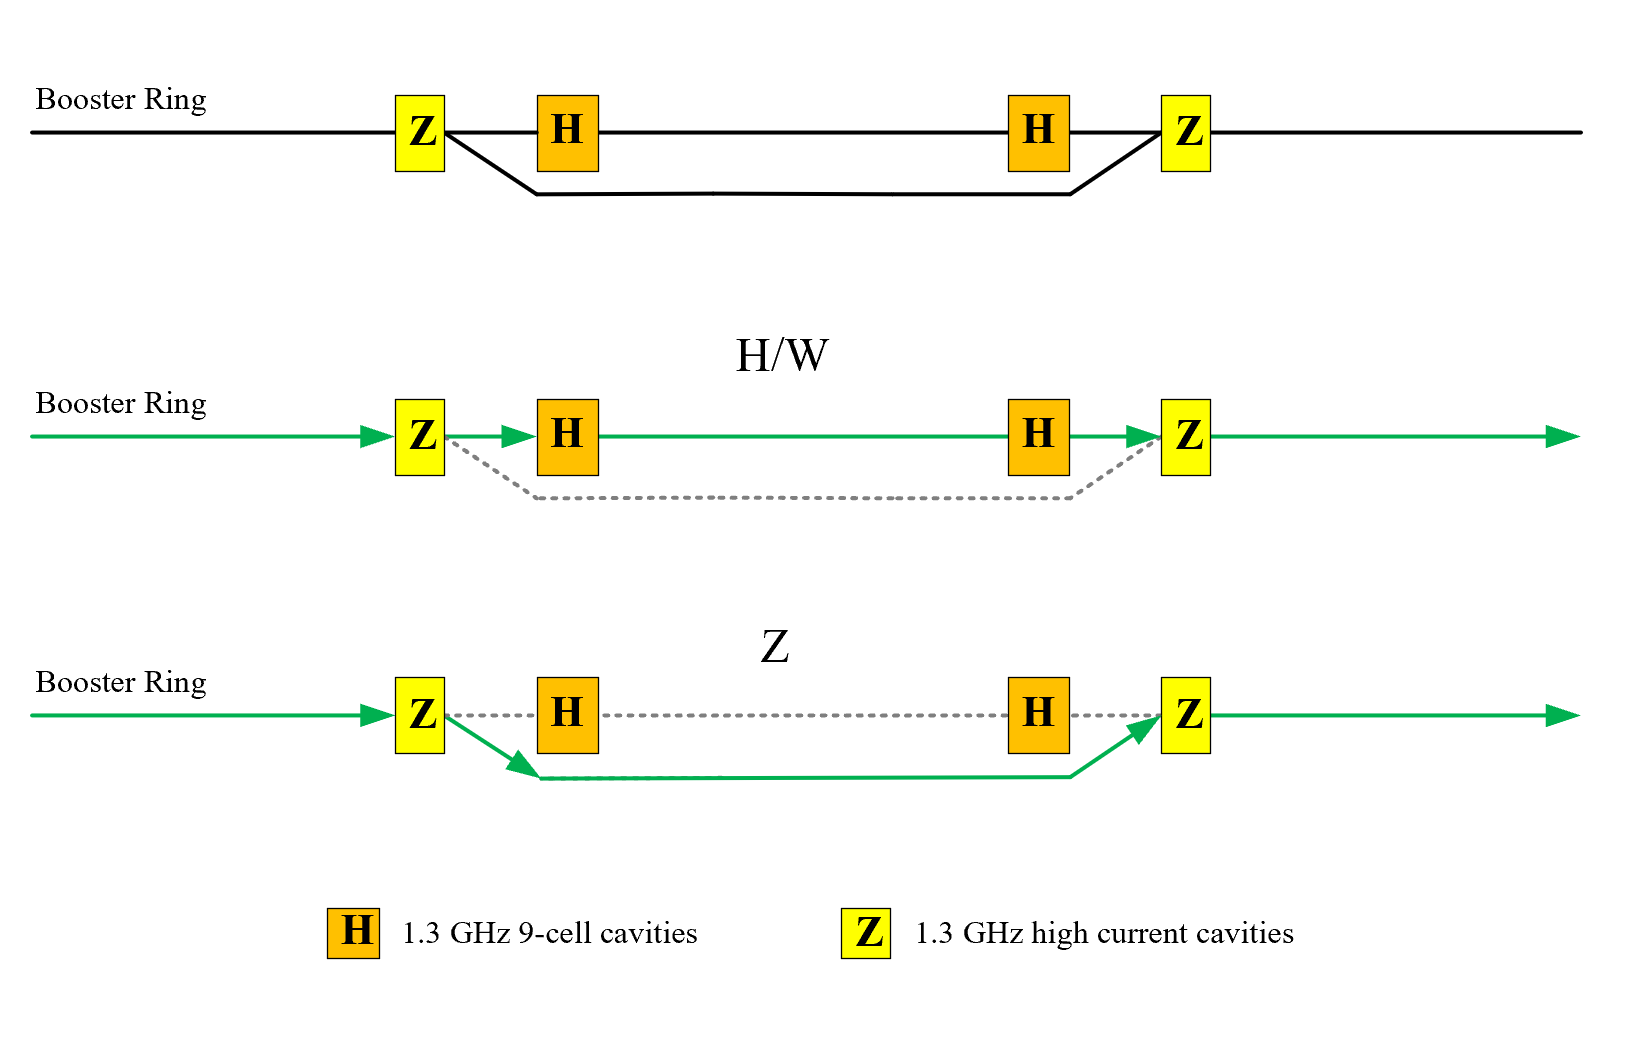 Booster Ring
Z H H Z
H/W
Booster Ring
Z H H Z
Z
Booster Ring
Z H H Z
H 1.3 GHz 9-cell cavities Z 1.3 GHz high current cavities